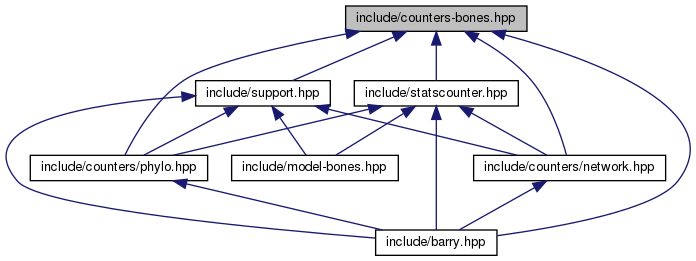 include/counters-bones.hpp
include/support.hpp
include/statscounter.hpp
include/counters/phylo.hpp
include/model-bones.hpp
include/counters/network.hpp
include/barry.hpp